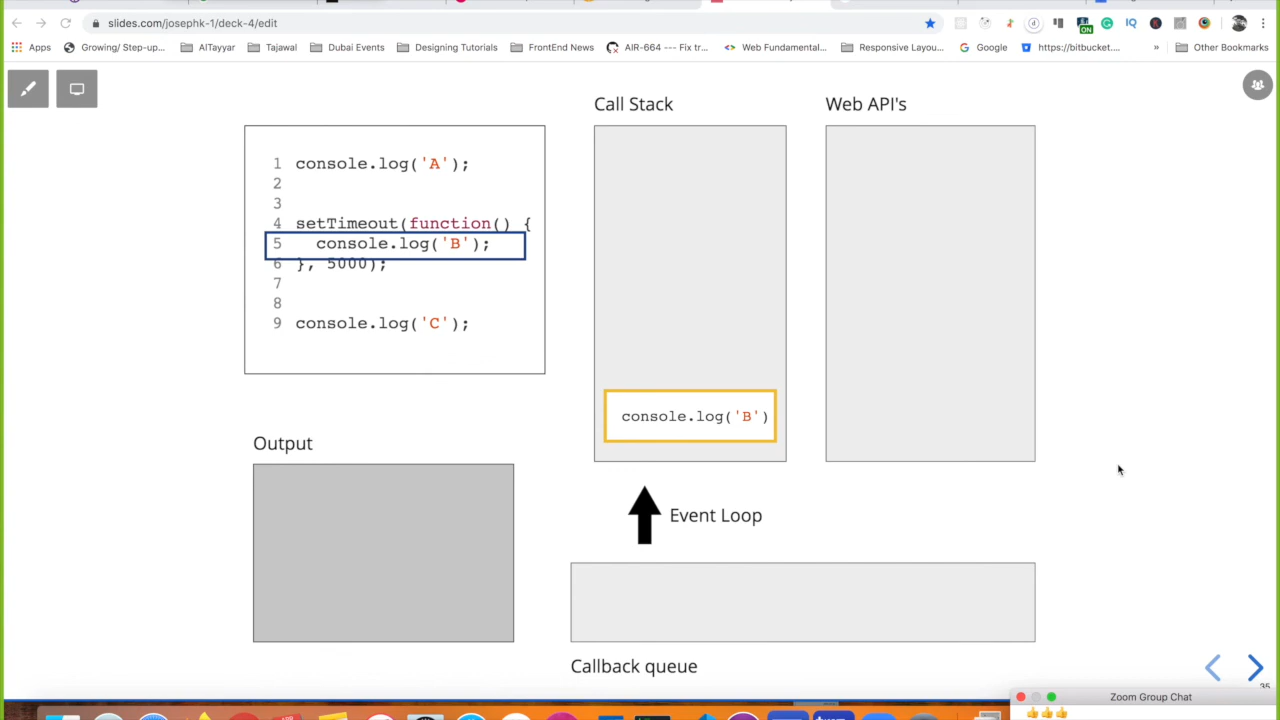 slides.com/josephk-1/deck-4/edit
ON
IQ
Apps
Growing/ Step-up...
AlTayyar
Tajawal
Dubai Events
Designing Tutorials
FrontEnd News
AIR-664 --- Fix tr...
Web Fundamental...
Responsive Layou...
Google
https://bitbucket....
»
Other Bookmarks
Call Stack
Web API's
1 console.log('A');
2
3
4 setTimeout(function() {
5 console.log('B');
6 }, 5000);
7
8
9 console.log('C');
console.log('B')
Output
Event Loop
Callback queue
35
Zoom Group Chat